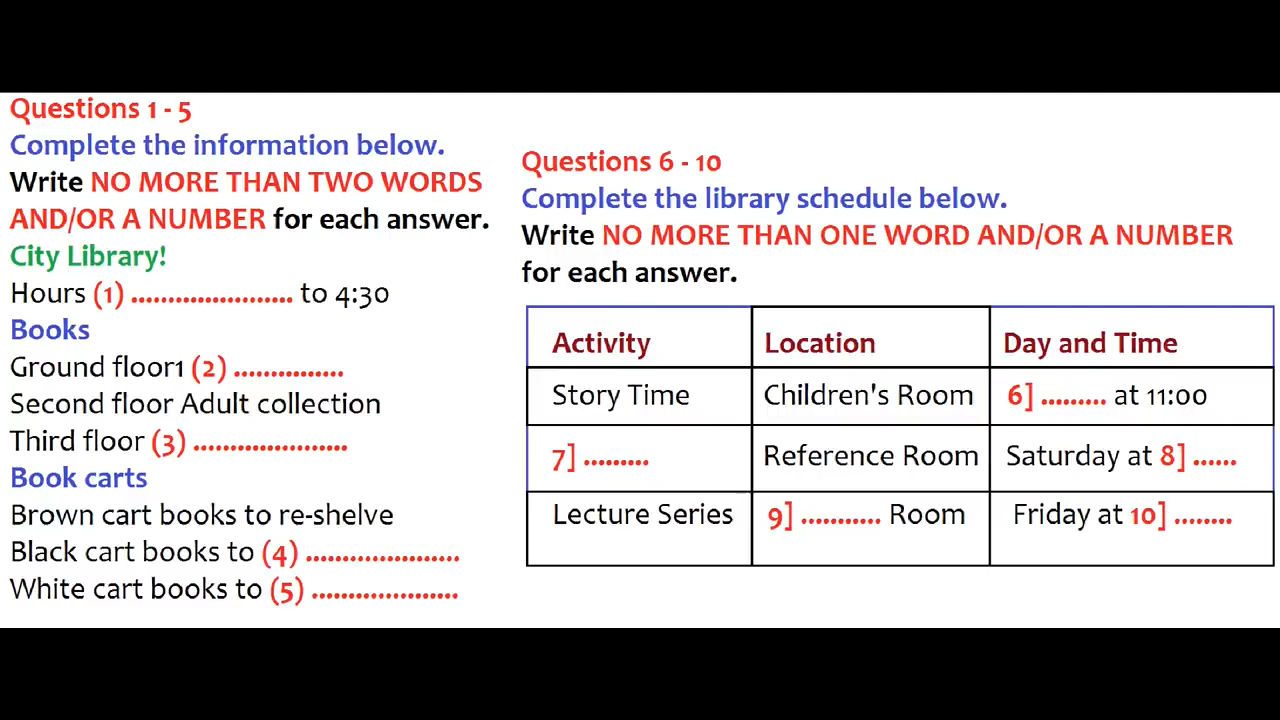 Questions 1 - 5
Complete the information below.
Write NO MORE THAN TWO WORDS
AND/OR A NUMBER for each answer.
City Library!
Hours (1) ...................... to 4:30
Books
Ground floor1 (2) ...............
Second floor Adult collection
Third floor (3) .....................
Book carts
Brown cart books to re-shelve
Black cart books to (4) .....................
White cart books to (5) ....................
Questions 6 - 10
Complete the library schedule below.
Write NO MORE THAN ONE WORD AND/OR A NUMBER
for each answer.
Activity Location Day and Time
Story Time Children's Room 6] ......... at 11:00
7] ......... Reference Room Saturday at 8] ......
Lecture Series 9] ........... Room Friday at 10] ........